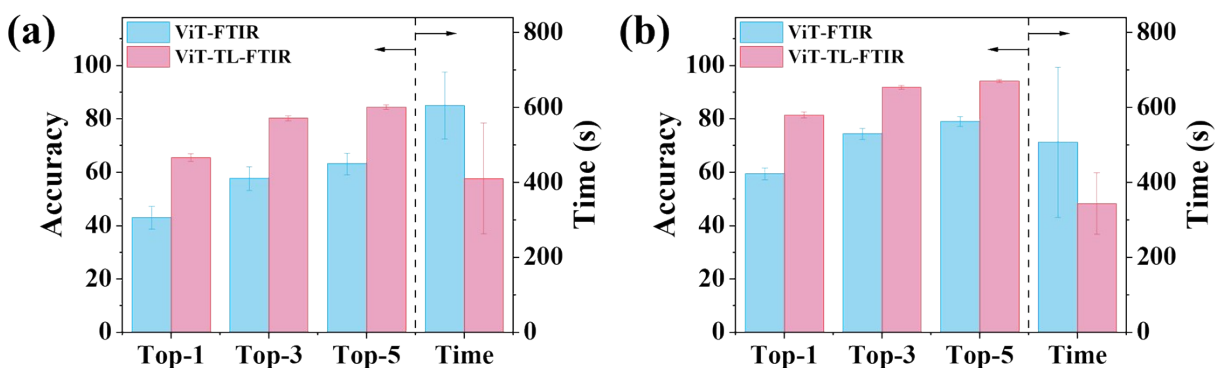 (a)
ViT-FTIR
ViT-TL-FTIR
Accuracy
100
80
60
40
20
0
Top-1 Top-3 Top-5 Time
800
600
400
200
0
Time (s)
(b)
ViT-FTIR
ViT-TL-FTIR
Accuracy
100
80
60
40
20
0
Top-1 Top-3 Top-5 Time
800
600
400
200
0
Time (s)